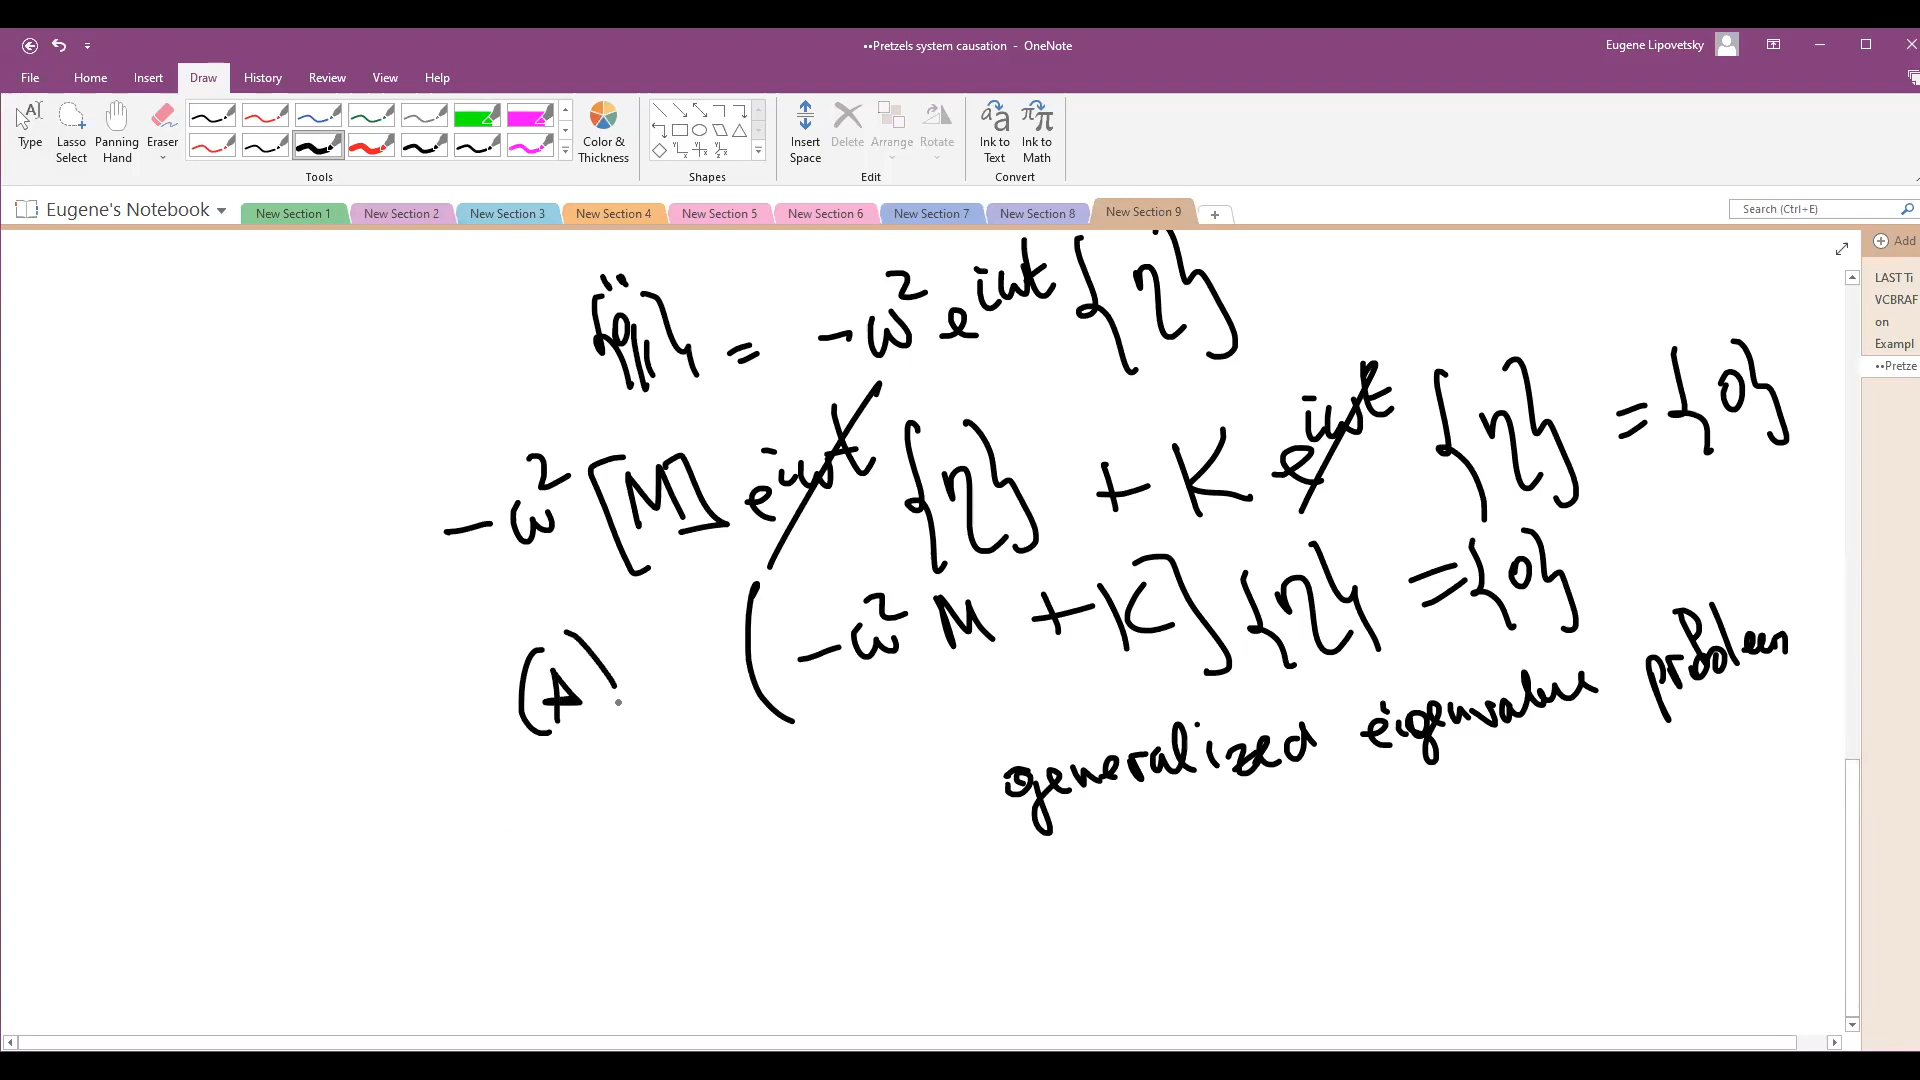 ••Pretzels system causation - OneNote
Eugene Lipovetsky
File Home Insert Draw History Review View Help
Type
Lasso Select
Panning Hand
Eraser
Color & Thickness
Insert Space
Delete
Arrange
Rotate
Ink to Text
Ink to Math
Tools
Shapes
Edit
Convert
Eugene's Notebook
New Section 1 New Section 2 New Section 3 New Section 4 New Section 5 New Section 6 New Section 7 New Section 8 New Section 9
Search (Ctrl+E)
Add
LAST Ti
VCBRAF
on
Exampl
••Pretze
{q̈} = -ω² e^{iωt} {η}
-ω² [M] e^{iωt} {η} + K e^{iωt} {η} = {0}
(A) (-ω² M + K] {η} = {0}
generalized eigenvalue problem